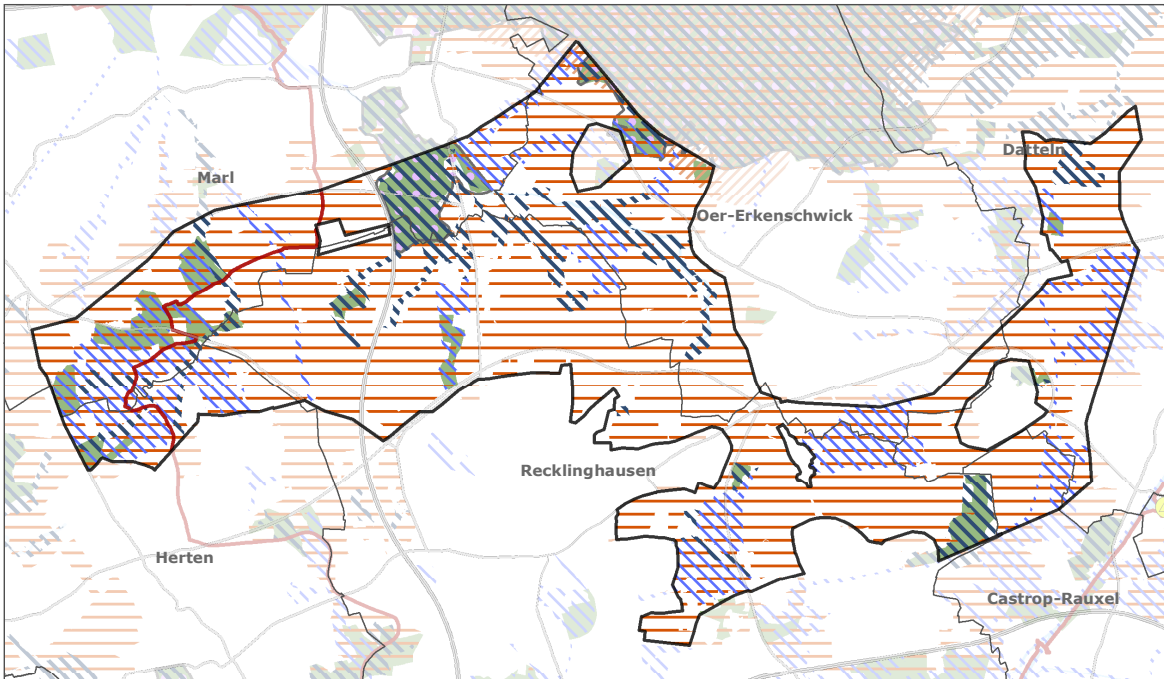 Datteln
Marl
Oer-Erkenschwick
Recklinghausen
Herten
Castrop-Rauxel